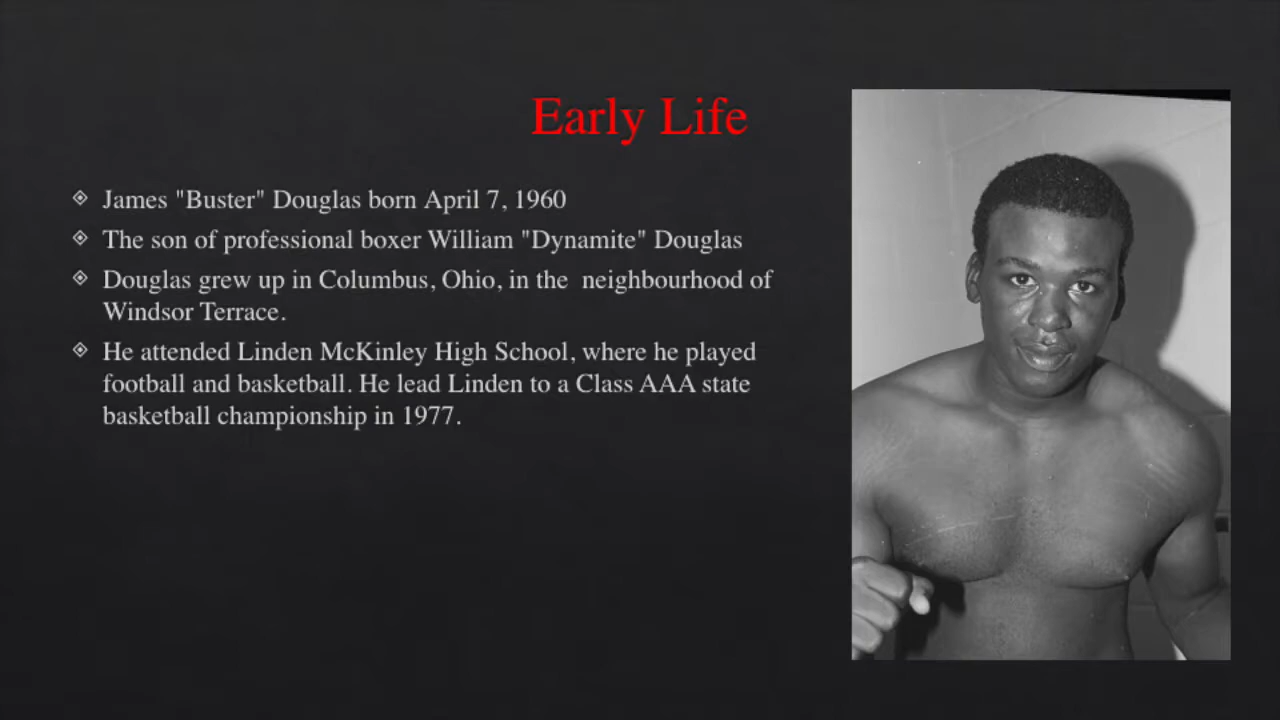 Early Life
James "Buster" Douglas born April 7, 1960
The son of professional boxer William "Dynamite" Douglas
Douglas grew up in Columbus, Ohio, in the  neighbourhood of
Windsor Terrace.
He attended Linden McKinley High School, where he played
football and basketball. He lead Linden to a Class AAA state
basketball championship in 1977.